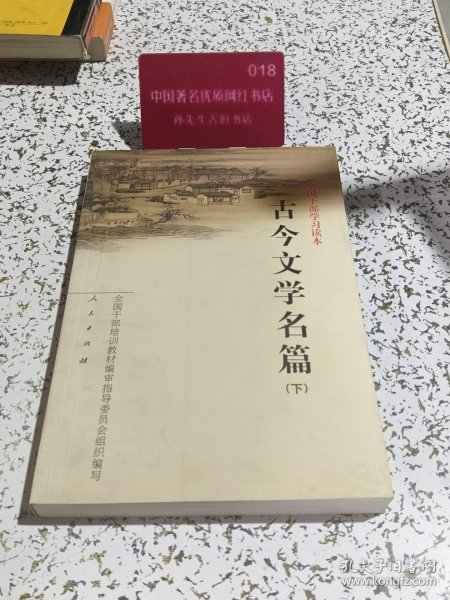 018
中国著名优质网红书店
孙先生古旧书店
全国干部学习读本
古今文学名篇
(下)
全国干部培训教材编审指导委员会组织编写
人民出版社
孔夫子旧书网
www.kongfz.com